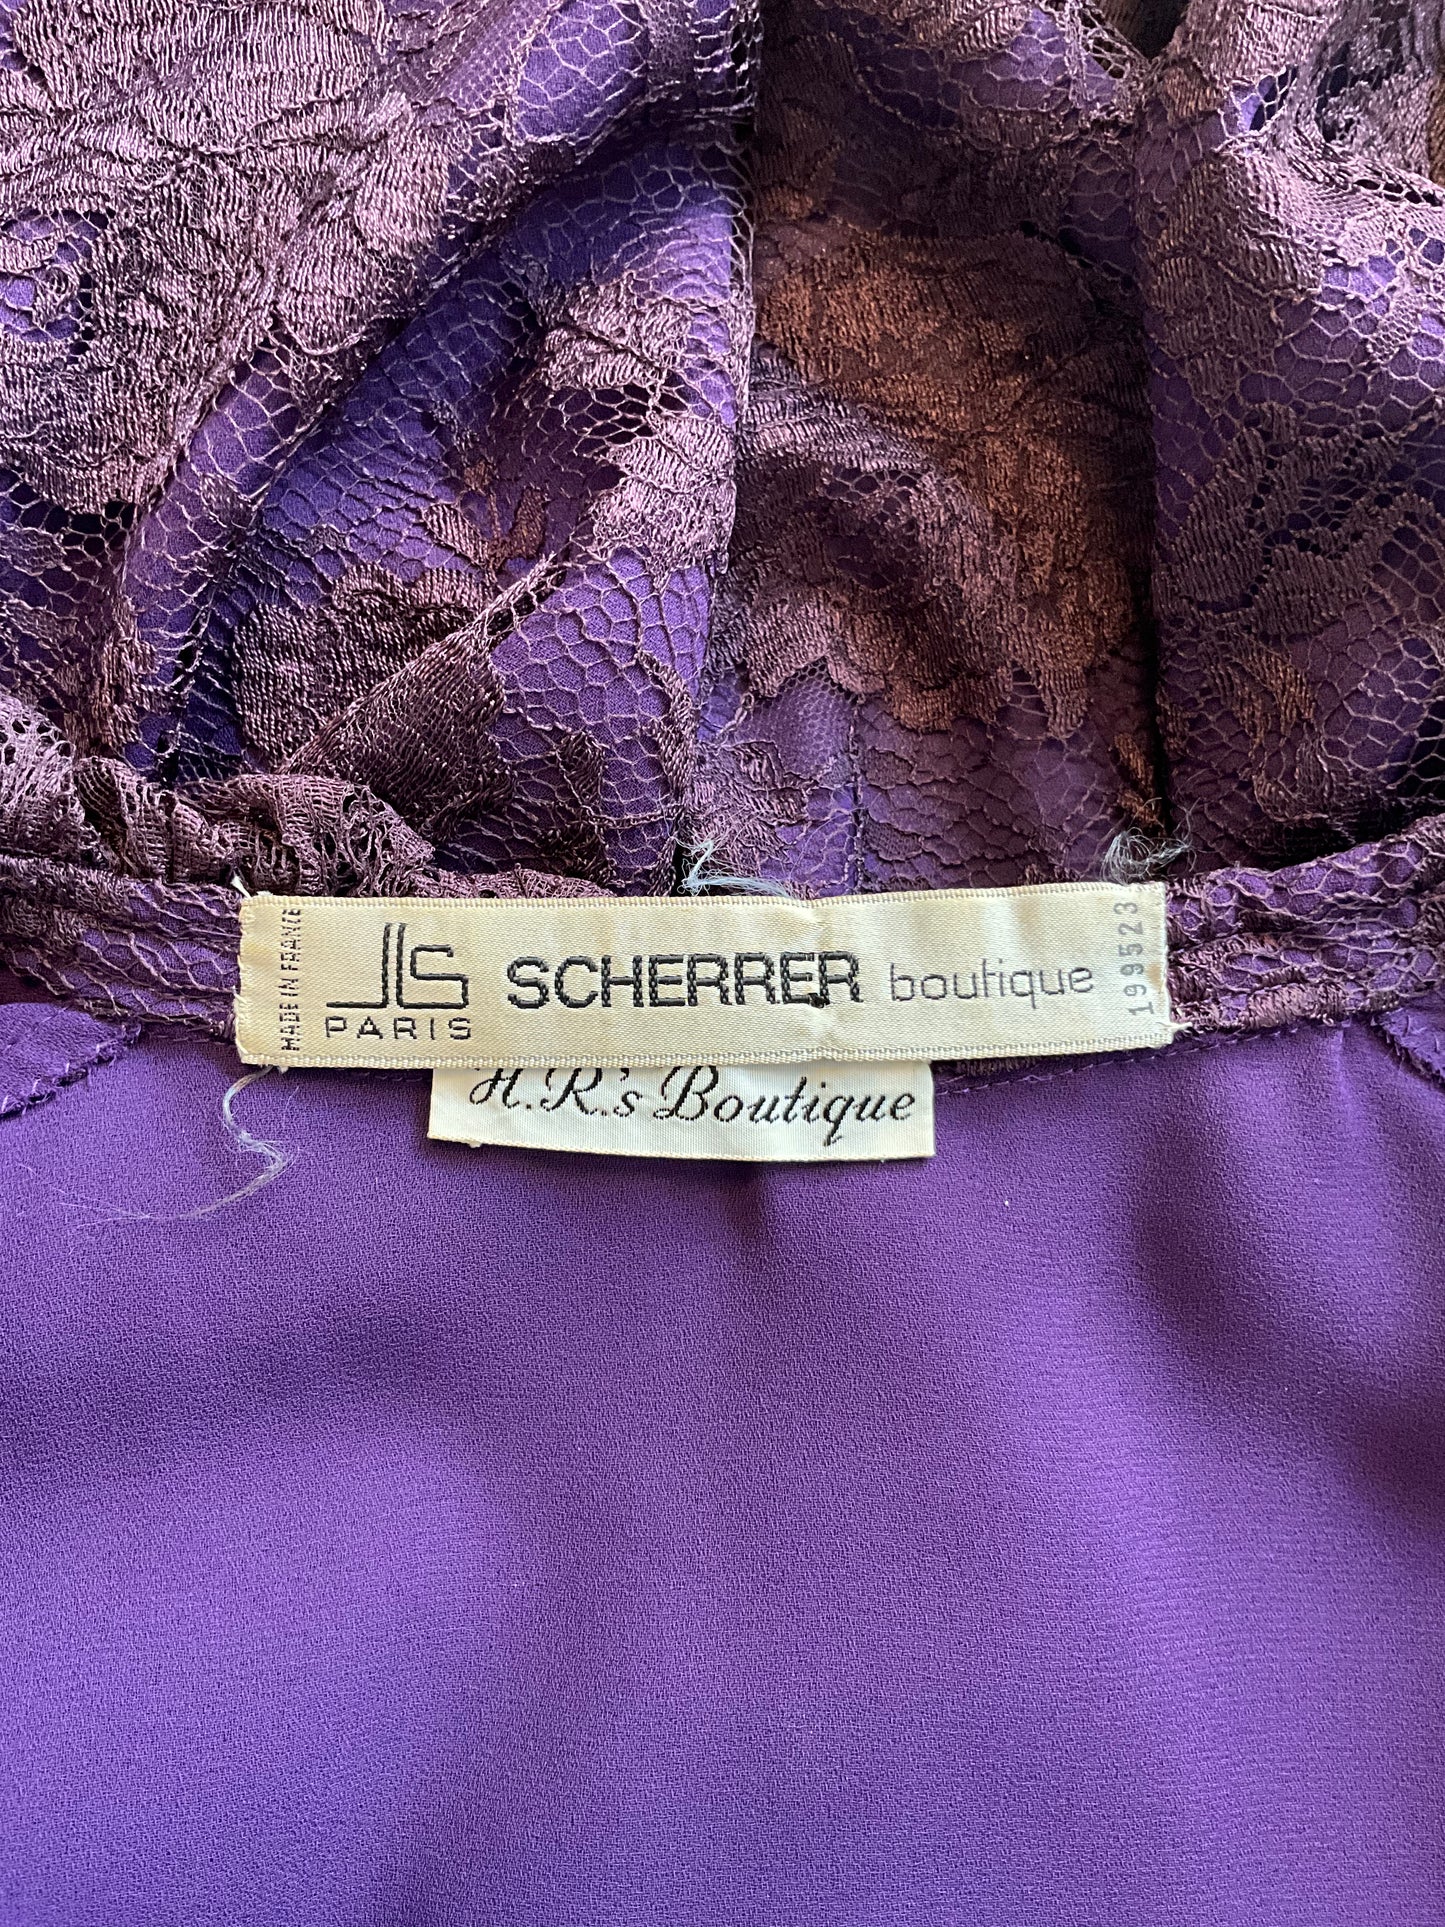 MADE IN FRANCE
JLS
PARIS
SCHERRER boutique
199523
H.R.'s Boutique